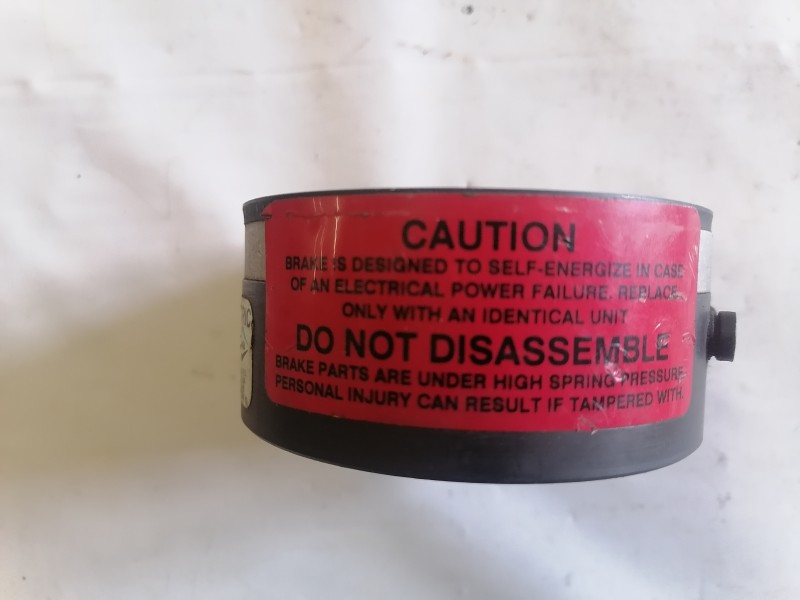 CAUTION
BRAKE IS DESIGNED TO SELF-ENERGIZE IN CASE
OF AN ELECTRICAL POWER FAILURE. REPLACE
ONLY WITH AN IDENTICAL UNIT
DO NOT DISASSEMBLE
BRAKE PARTS ARE UNDER HIGH SPRING PRESSURE.
PERSONAL INJURY CAN RESULT IF TAMPERED WITH.